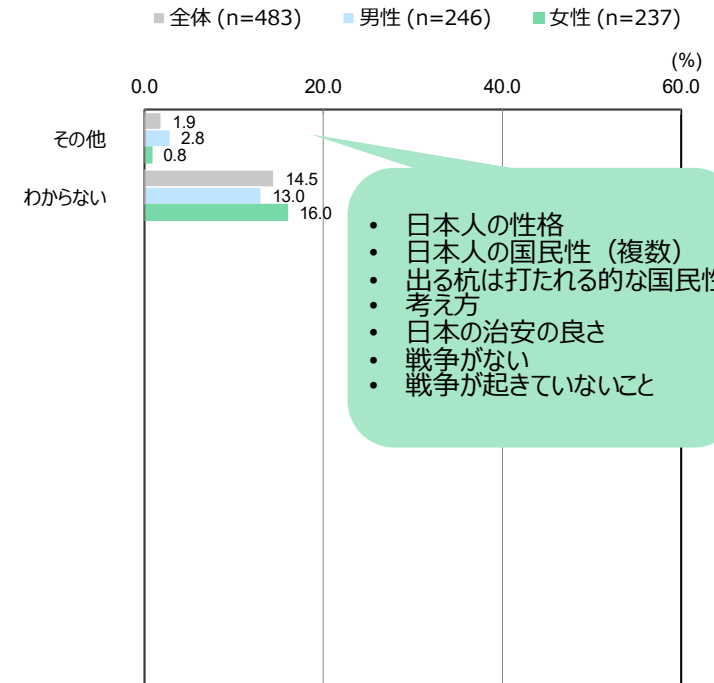 全体 (n=483) 男性 (n=246) 女性 (n=237)
(%)
0.0 20.0 40.0 60.0
その他
1.9
2.8
0.8
わからない
14.5
13.0
16.0
• 日本人の性格
• 日本人の国民性（複数）
• 出る杭は打たれる的な国民性
• 考え方
• 日本の治安の良さ
• 戦争がない
• 戦争が起きていないこと